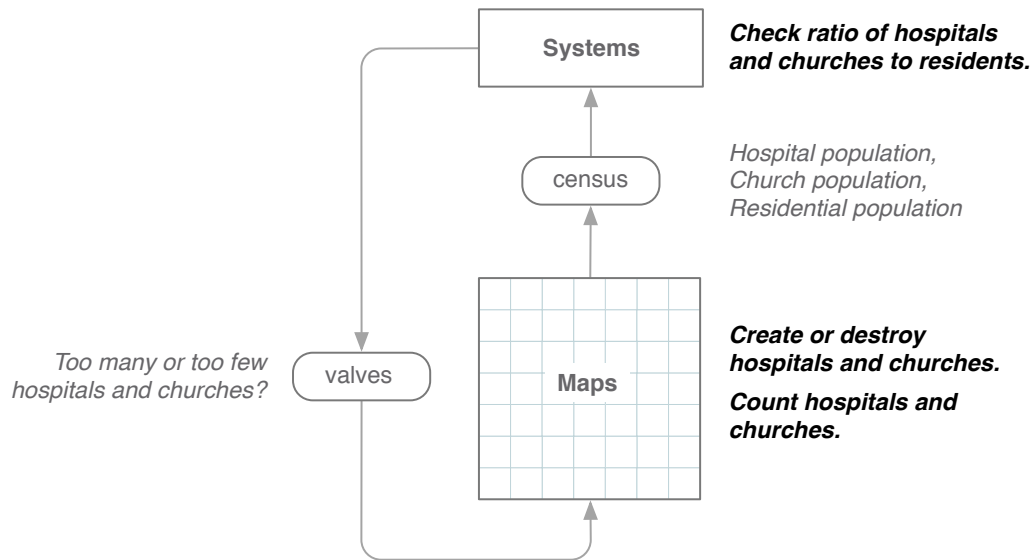 Systems
Check ratio of hospitals
and churches to residents.
census
Hospital population,
Church population,
Residential population
Too many or too few
hospitals and churches?
valves
Maps
Create or destroy
hospitals and churches.
Count hospitals and
churches.